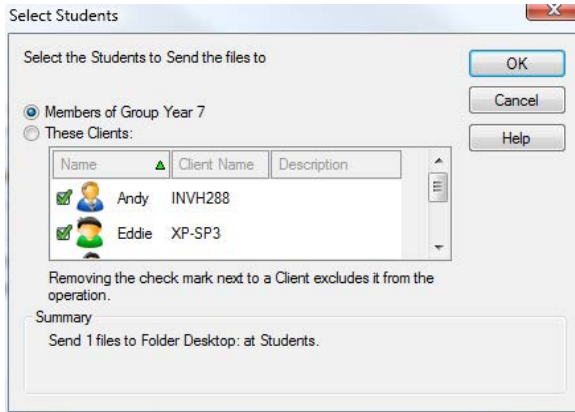 Select Students
Select the Students to Send the files to
OK
Cancel
Help
Members of Group Year 7
These Clients:
Name Client Name Description
Andy INVH288
Eddie XP-SP3
Removing the check mark next to a Client excludes it from the
operation.
Summary
Send 1 files to Folder Desktop: at Students.